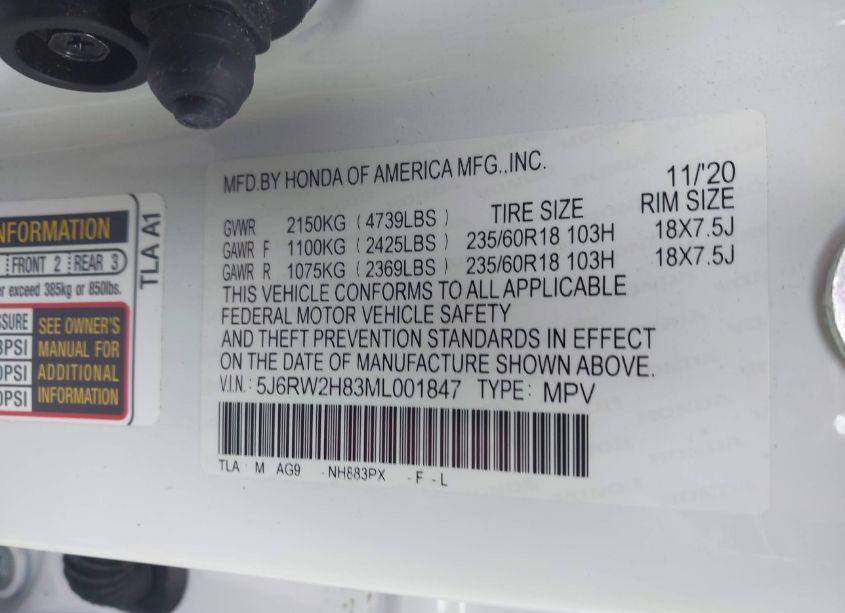 MFD.BY HONDA OF AMERICA MFG.,INC.
11/'20
GVWR 2150KG (4739LBS) TIRE SIZE RIM SIZE
GAWR F 1100KG (2425LBS) 235/60R18 103H 18X7.5J
GAWR R 1075KG (2369LBS) 235/60R18 103H 18X7.5J
THIS VEHICLE CONFORMS TO ALL APPLICABLE
FEDERAL MOTOR VEHICLE SAFETY
AND THEFT PREVENTION STANDARDS IN EFFECT
ON THE DATE OF MANUFACTURE SHOWN ABOVE.
V.I.N.: 5J6RW2H83ML001847 TYPE: MPV
TLA M AG9 -NH883PX -F -L
NFORMATION
FRONT 2 REAR 3
exceed 385kg or 850lbs.
SEE OWNER'S
MANUAL FOR
ADDITIONAL
INFORMATION
PSI
PSI
PSI
TLA A1